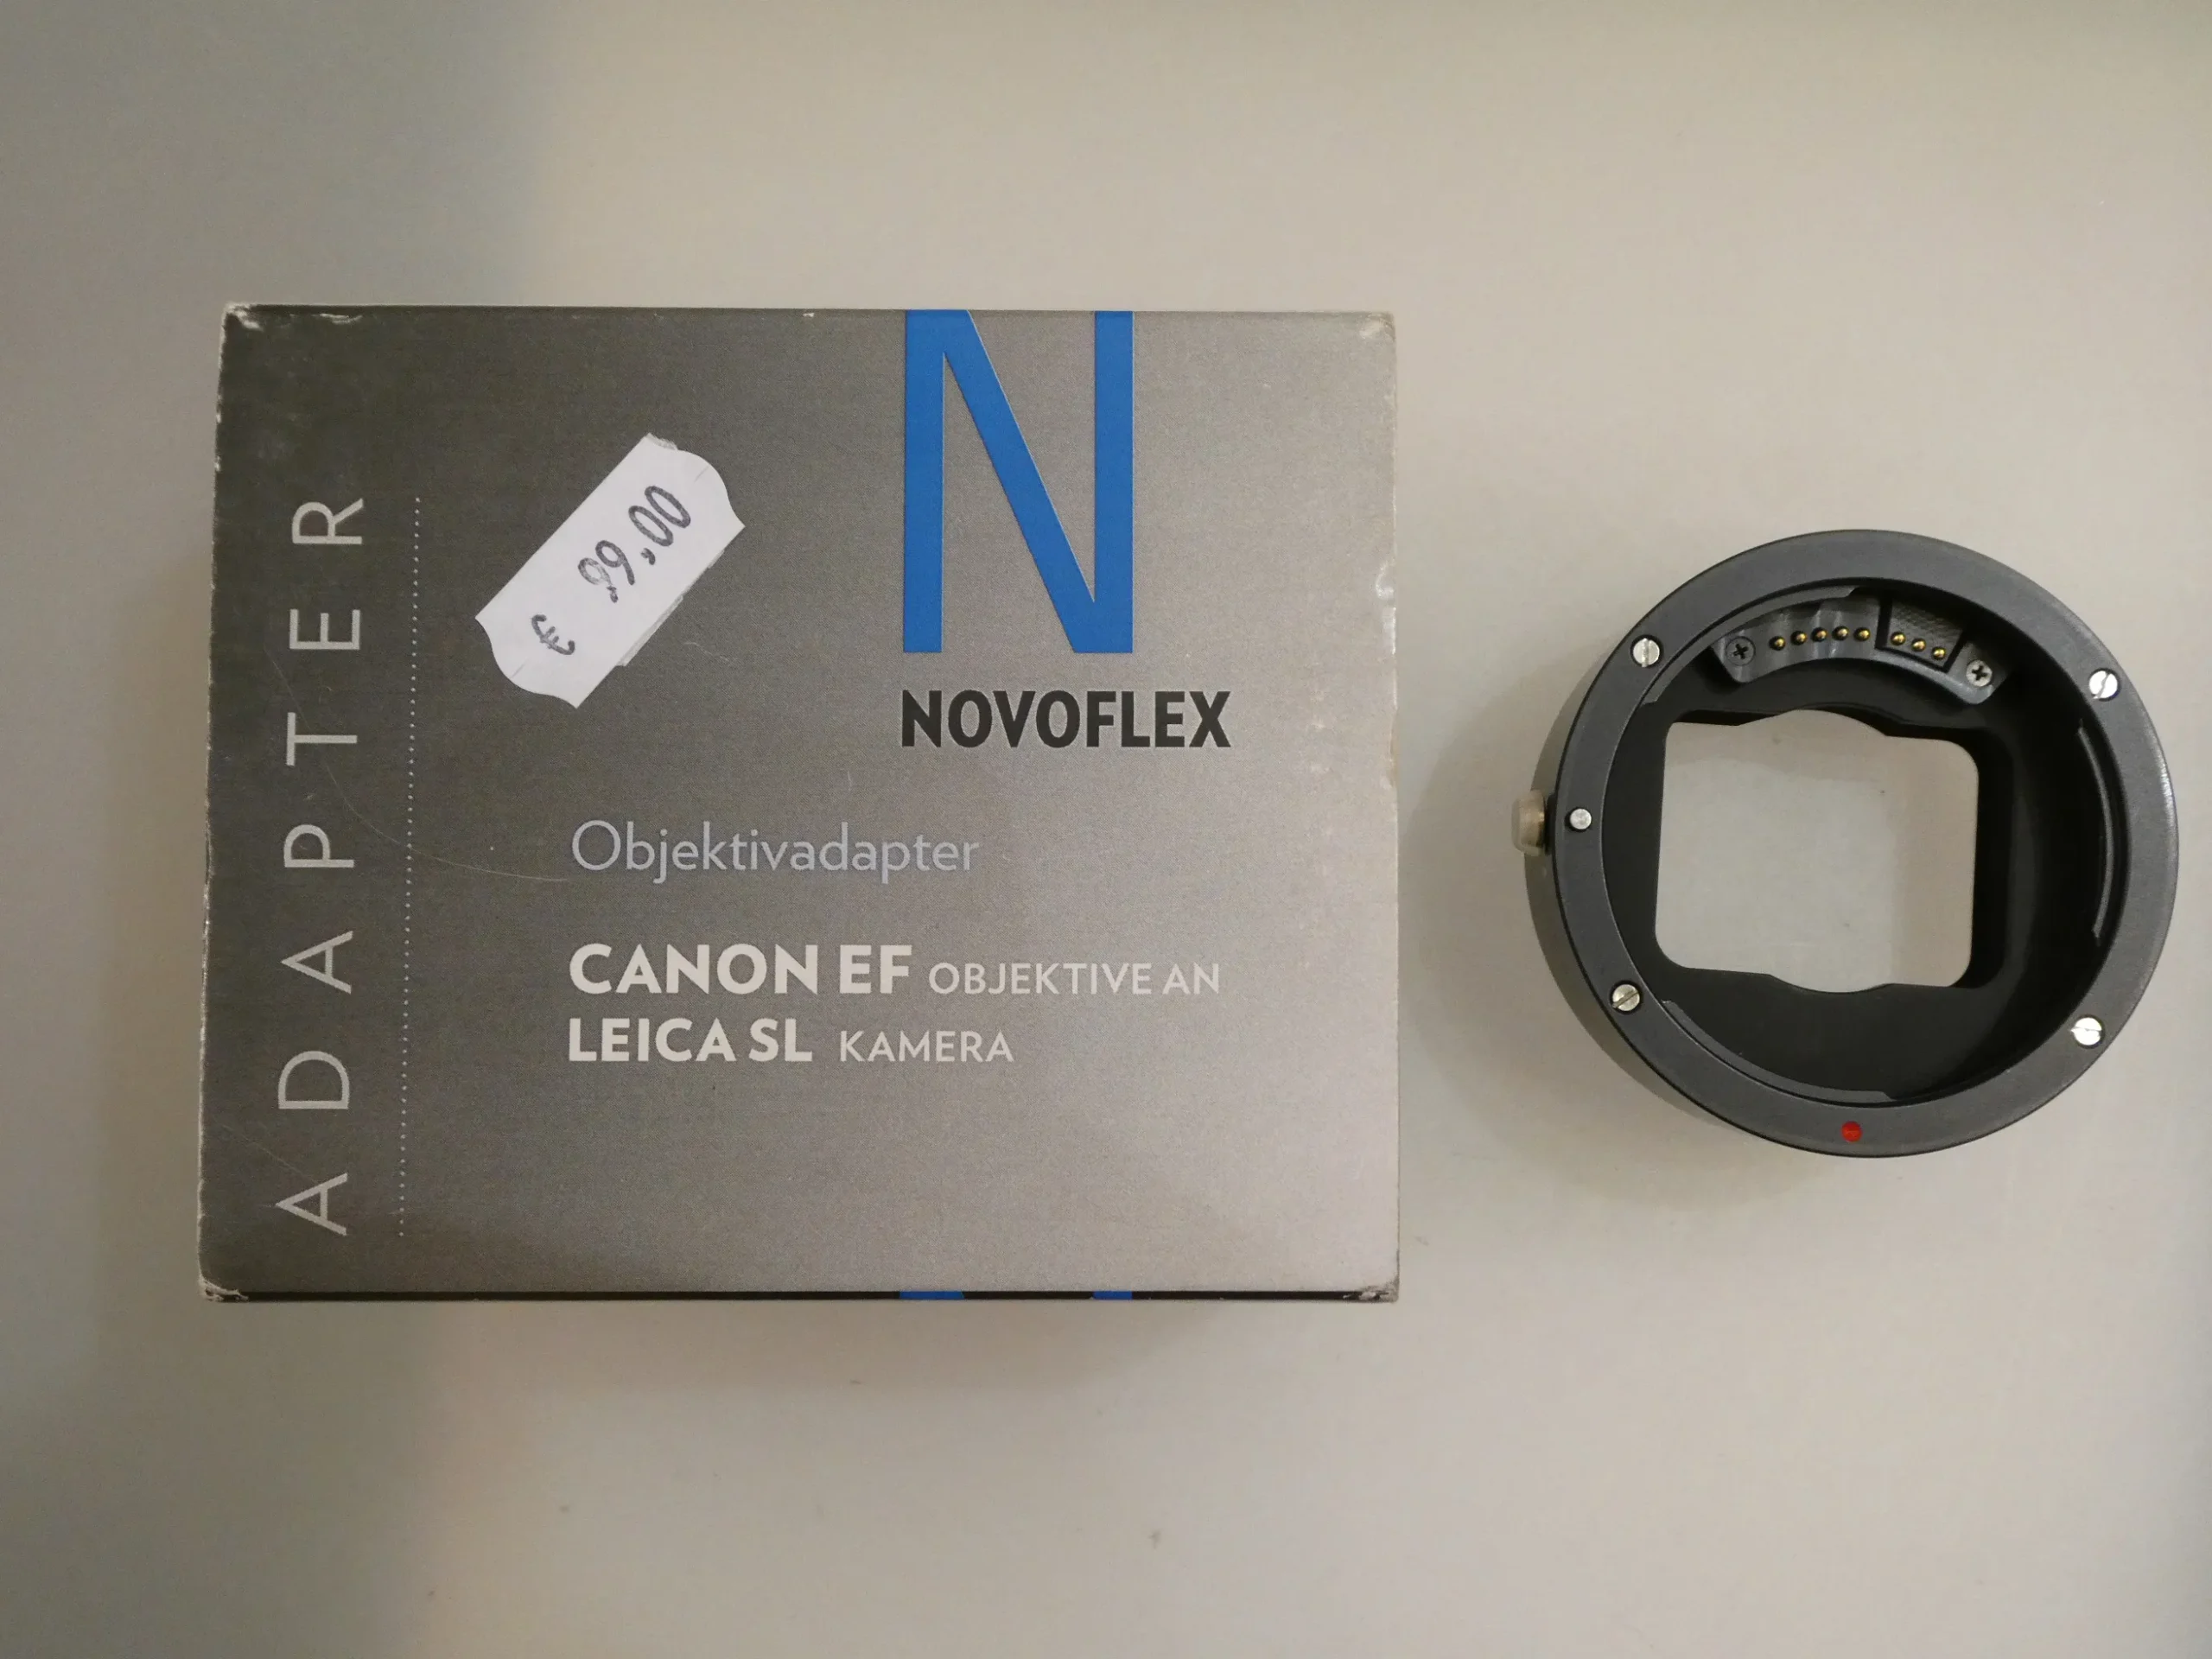 ADAPTER
€ 99,00
N
NOVOFLEX
Objektivadapter
CANON EF OBJEKTIVE AN
LEICA SL KAMERA